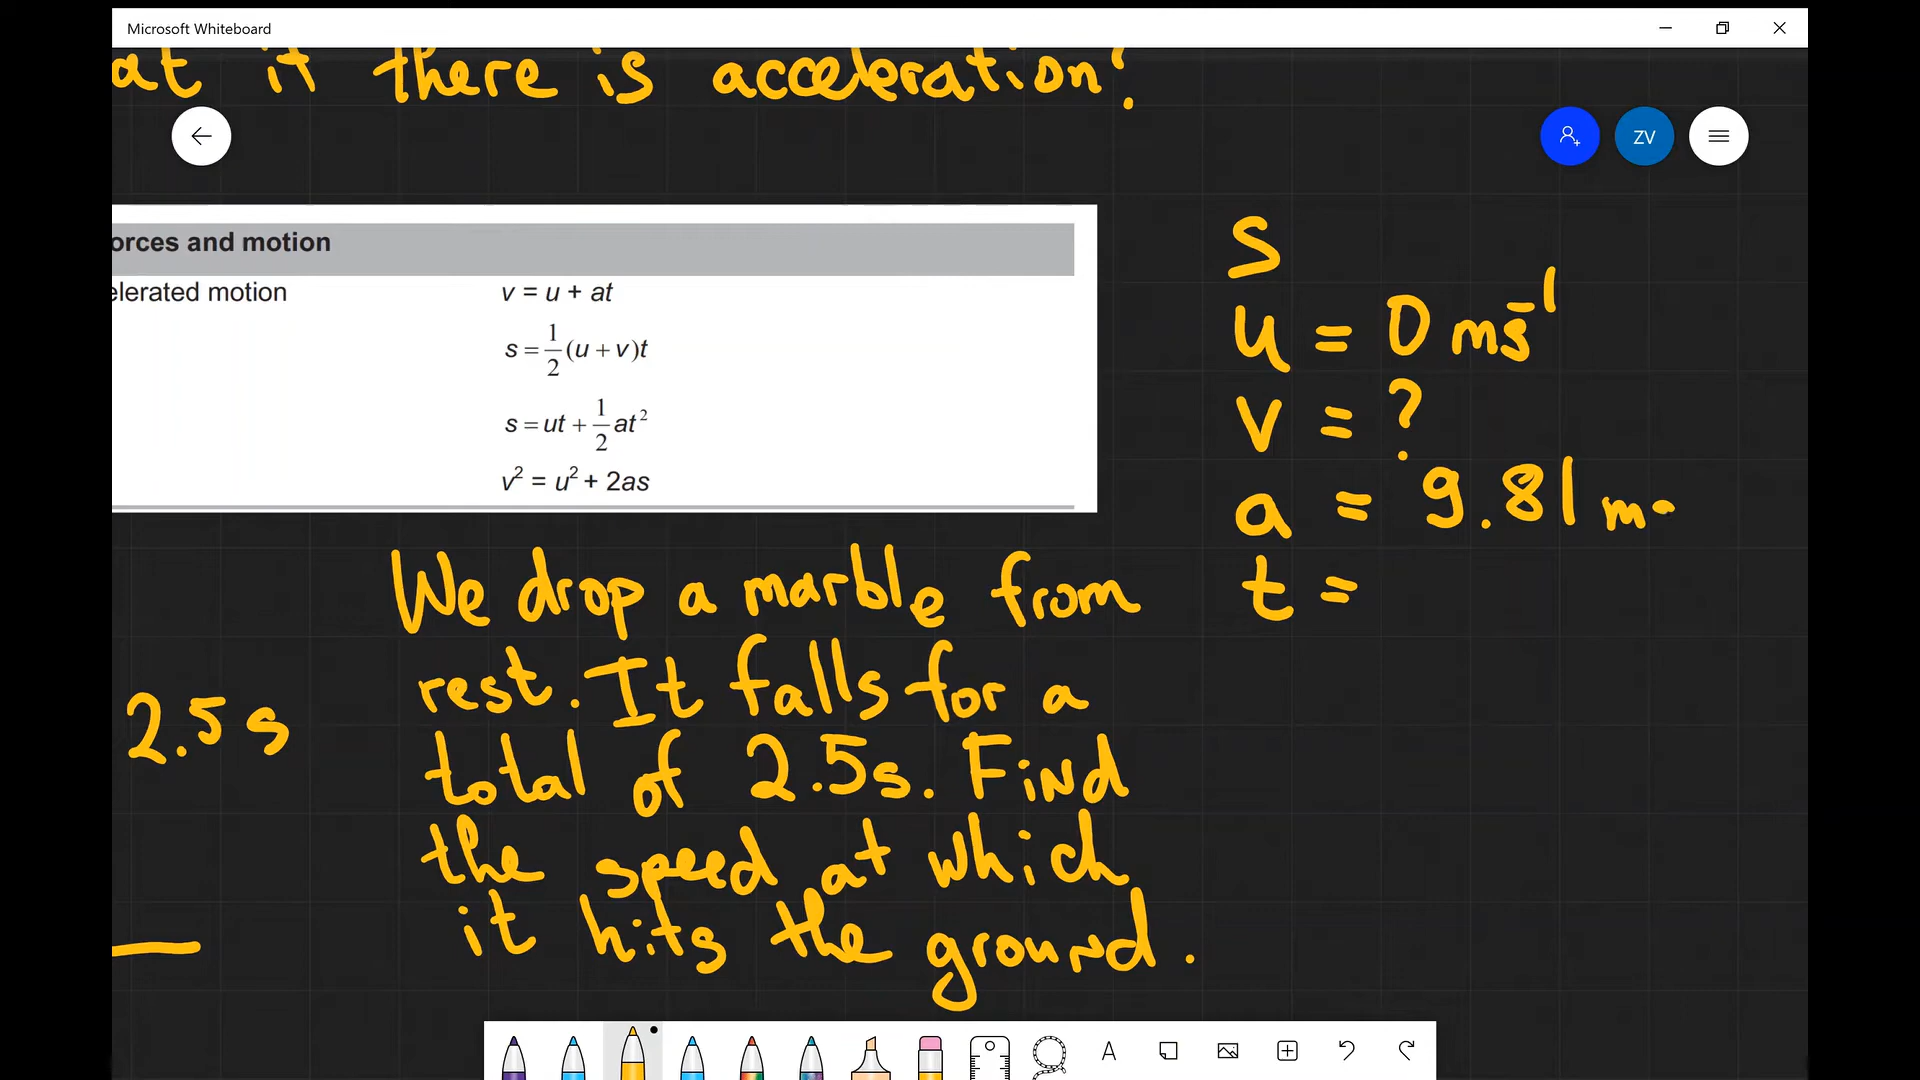 Microsoft Whiteboard
at if there is acceleration?
ZV
orces and motion
elerated motion
v = u + at
s = 1/2 (u + v)t
s = ut + 1/2 at²
v² = u² + 2as
s
u = 0 ms⁻¹
v = ?
a = 9.81 m
t =
2.5 s
We drop a marble from
rest. It falls for a
total of 2.5s. Find
the speed at which
it hits the ground.
A